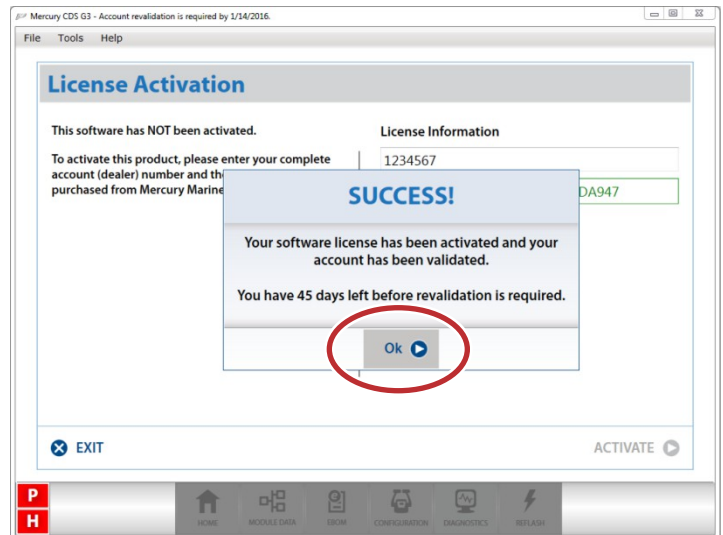 Mercury CDS G3 - Account revalidation is required by 1/14/2016.
File Tools Help
License Activation
This software has NOT been activated.
To activate this product, please enter your complete
account (dealer) number and the
purchased from Mercury Marine
License Information
1234567
DA947
SUCCESS!
Your software license has been activated and your
account has been validated.
You have 45 days left before revalidation is required.
Ok
EXIT
ACTIVATE
P
H
HOME MODULE DATA EBOM CONFIGURATION DIAGNOSTICS REFLASH